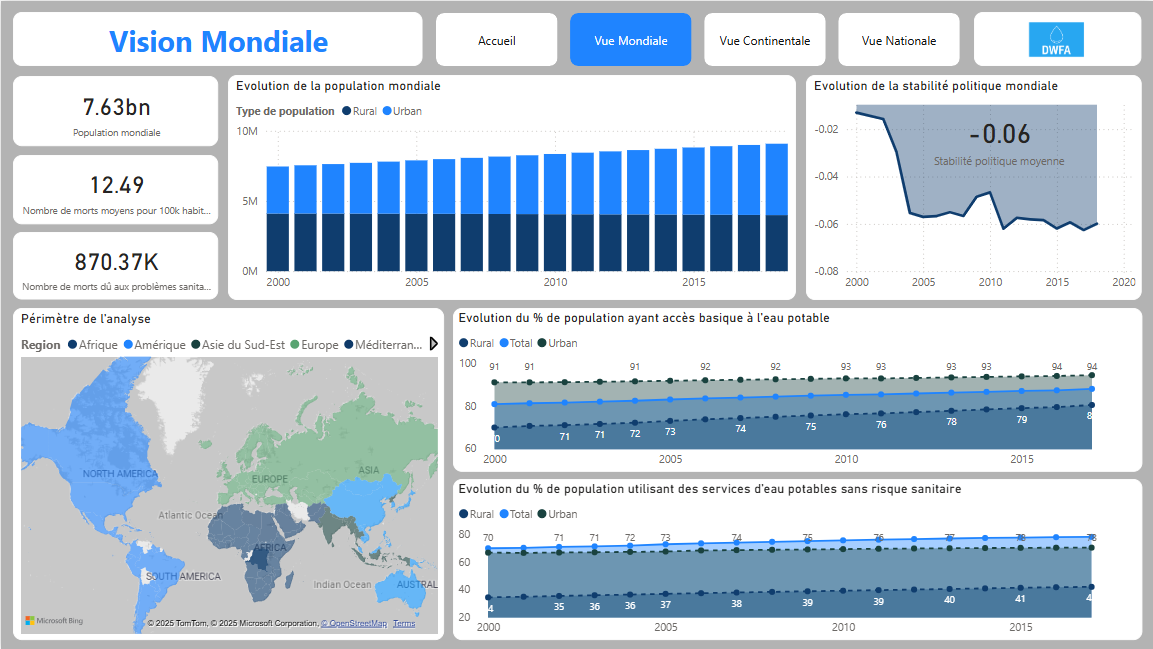 Vision Mondiale
Accueil
Vue Mondiale
Vue Continentale
Vue Nationale
DWFA
7.63bn
Population mondiale
12.49
Nombre de morts moyens pour 100k habit...
870.37K
Nombre de morts dû aux problèmes sanita...
Evolution de la population mondiale
Type de population Rural Urban
10M
5M
0M
2000 2005 2010 2015
Evolution de la stabilité politique mondiale
-0.06
Stabilité politique moyenne
-0.02
-0.04
-0.06
-0.08
2000 2005 2010 2015 2020
Périmètre de l'analyse
Region Afrique Amérique Asie du Sud-Est Europe Méditerran...
NORTH AMERICA
EUROPE
ASIA
Atlantic Ocean
AFRICA
SOUTH AMERICA
Indian Ocean
AUSTRAL
Microsoft Bing
© 2025 TomTom, © 2025 Microsoft Corporation, © OpenStreetMap Terms
Evolution du % de population ayant accès basique à l'eau potable
Rural Total Urban
100
80
60
91 91 91 92 92 93 93 93 93 94 94
0 71 71 72 73 74 75 76 78 79 8
2000 2005 2010 2015
Evolution du % de population utilisant des services d'eau potables sans risque sanitaire
Rural Total Urban
80
60
40
20
70 71 71 72 73 74 75 76 77 78 78
4 35 36 36 37 38 39 39 40 41 4
2000 2005 2010 2015